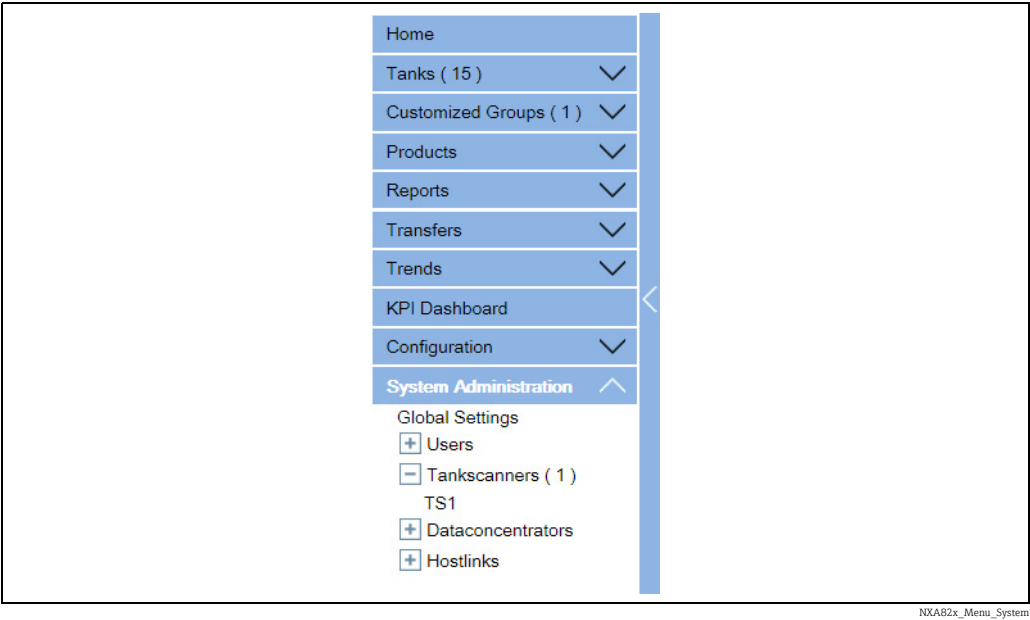 Home
Tanks ( 15 )
Customized Groups ( 1 )
Products
Reports
Transfers
Trends
KPI Dashboard
Configuration
System Administration
Global Settings
Users
Tankscanners ( 1 )
TS1
Dataconcentrators
Hostlinks
NXA82x_Menu_System